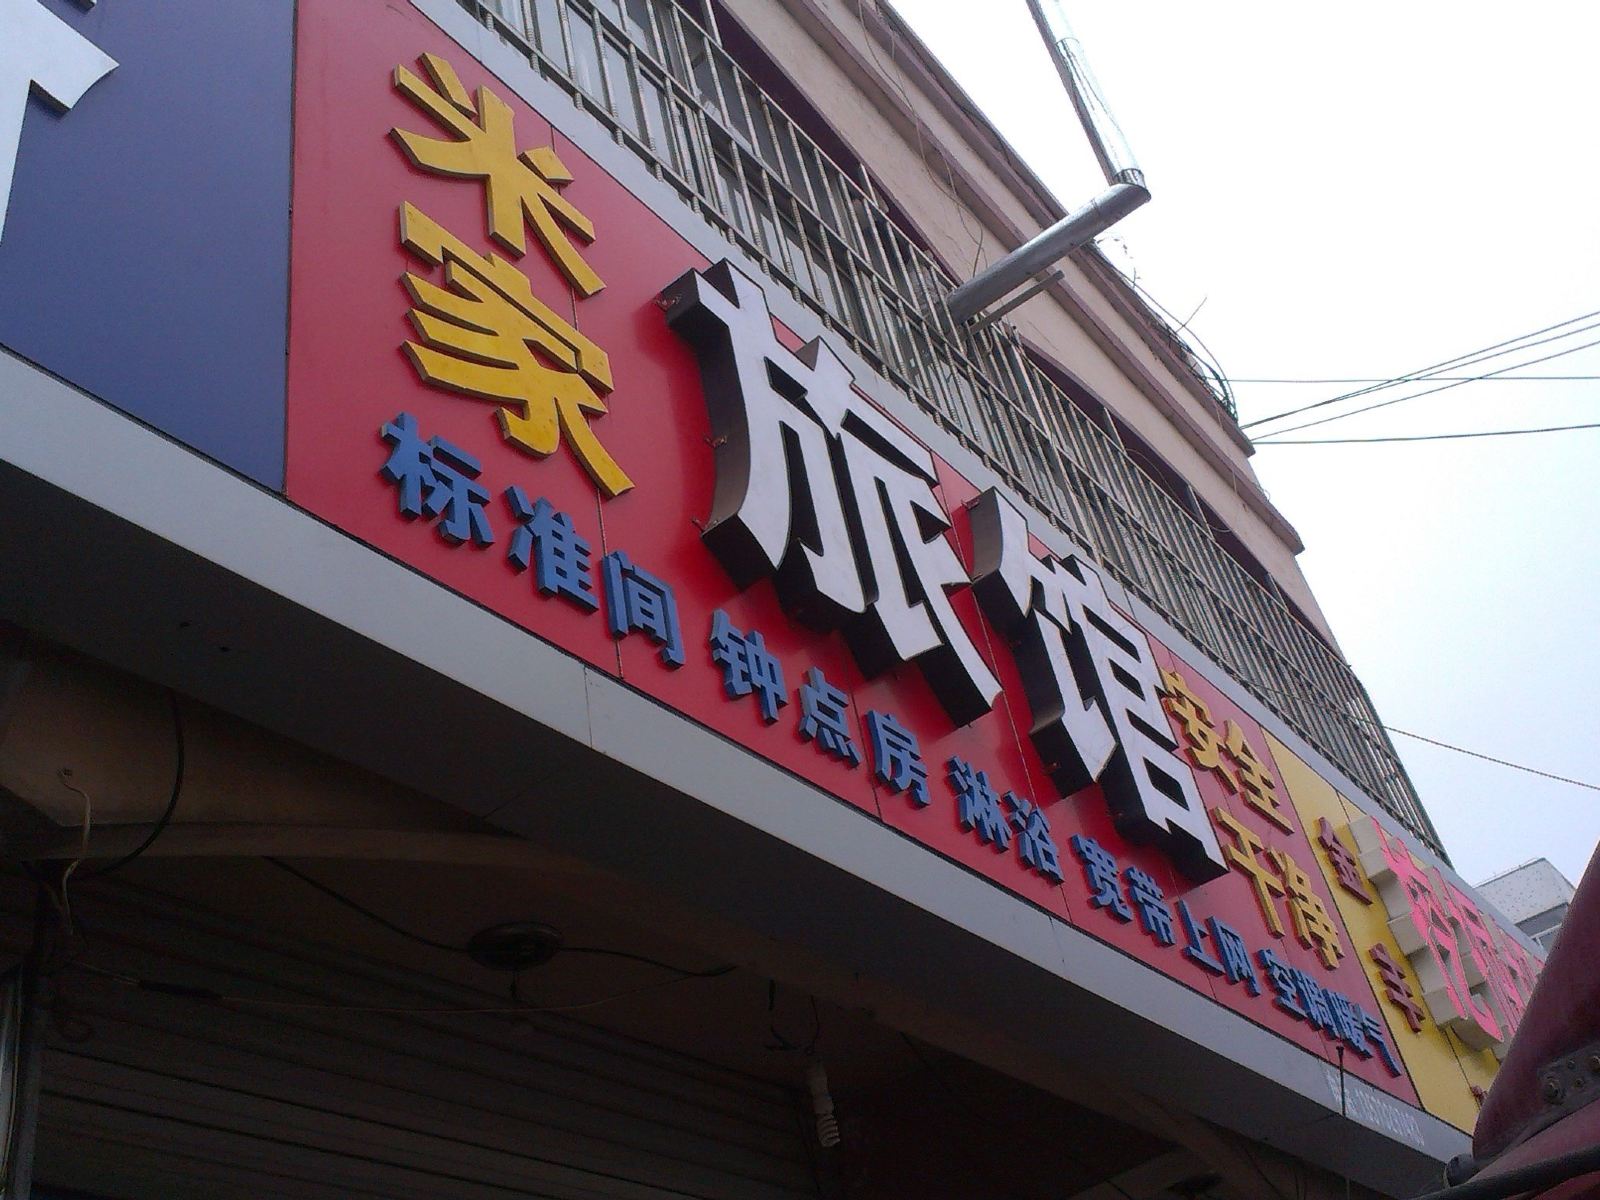 米家
旅馆
安全
干净
标准间 钟点房 淋浴 宽带上网 空调暖气
金丰